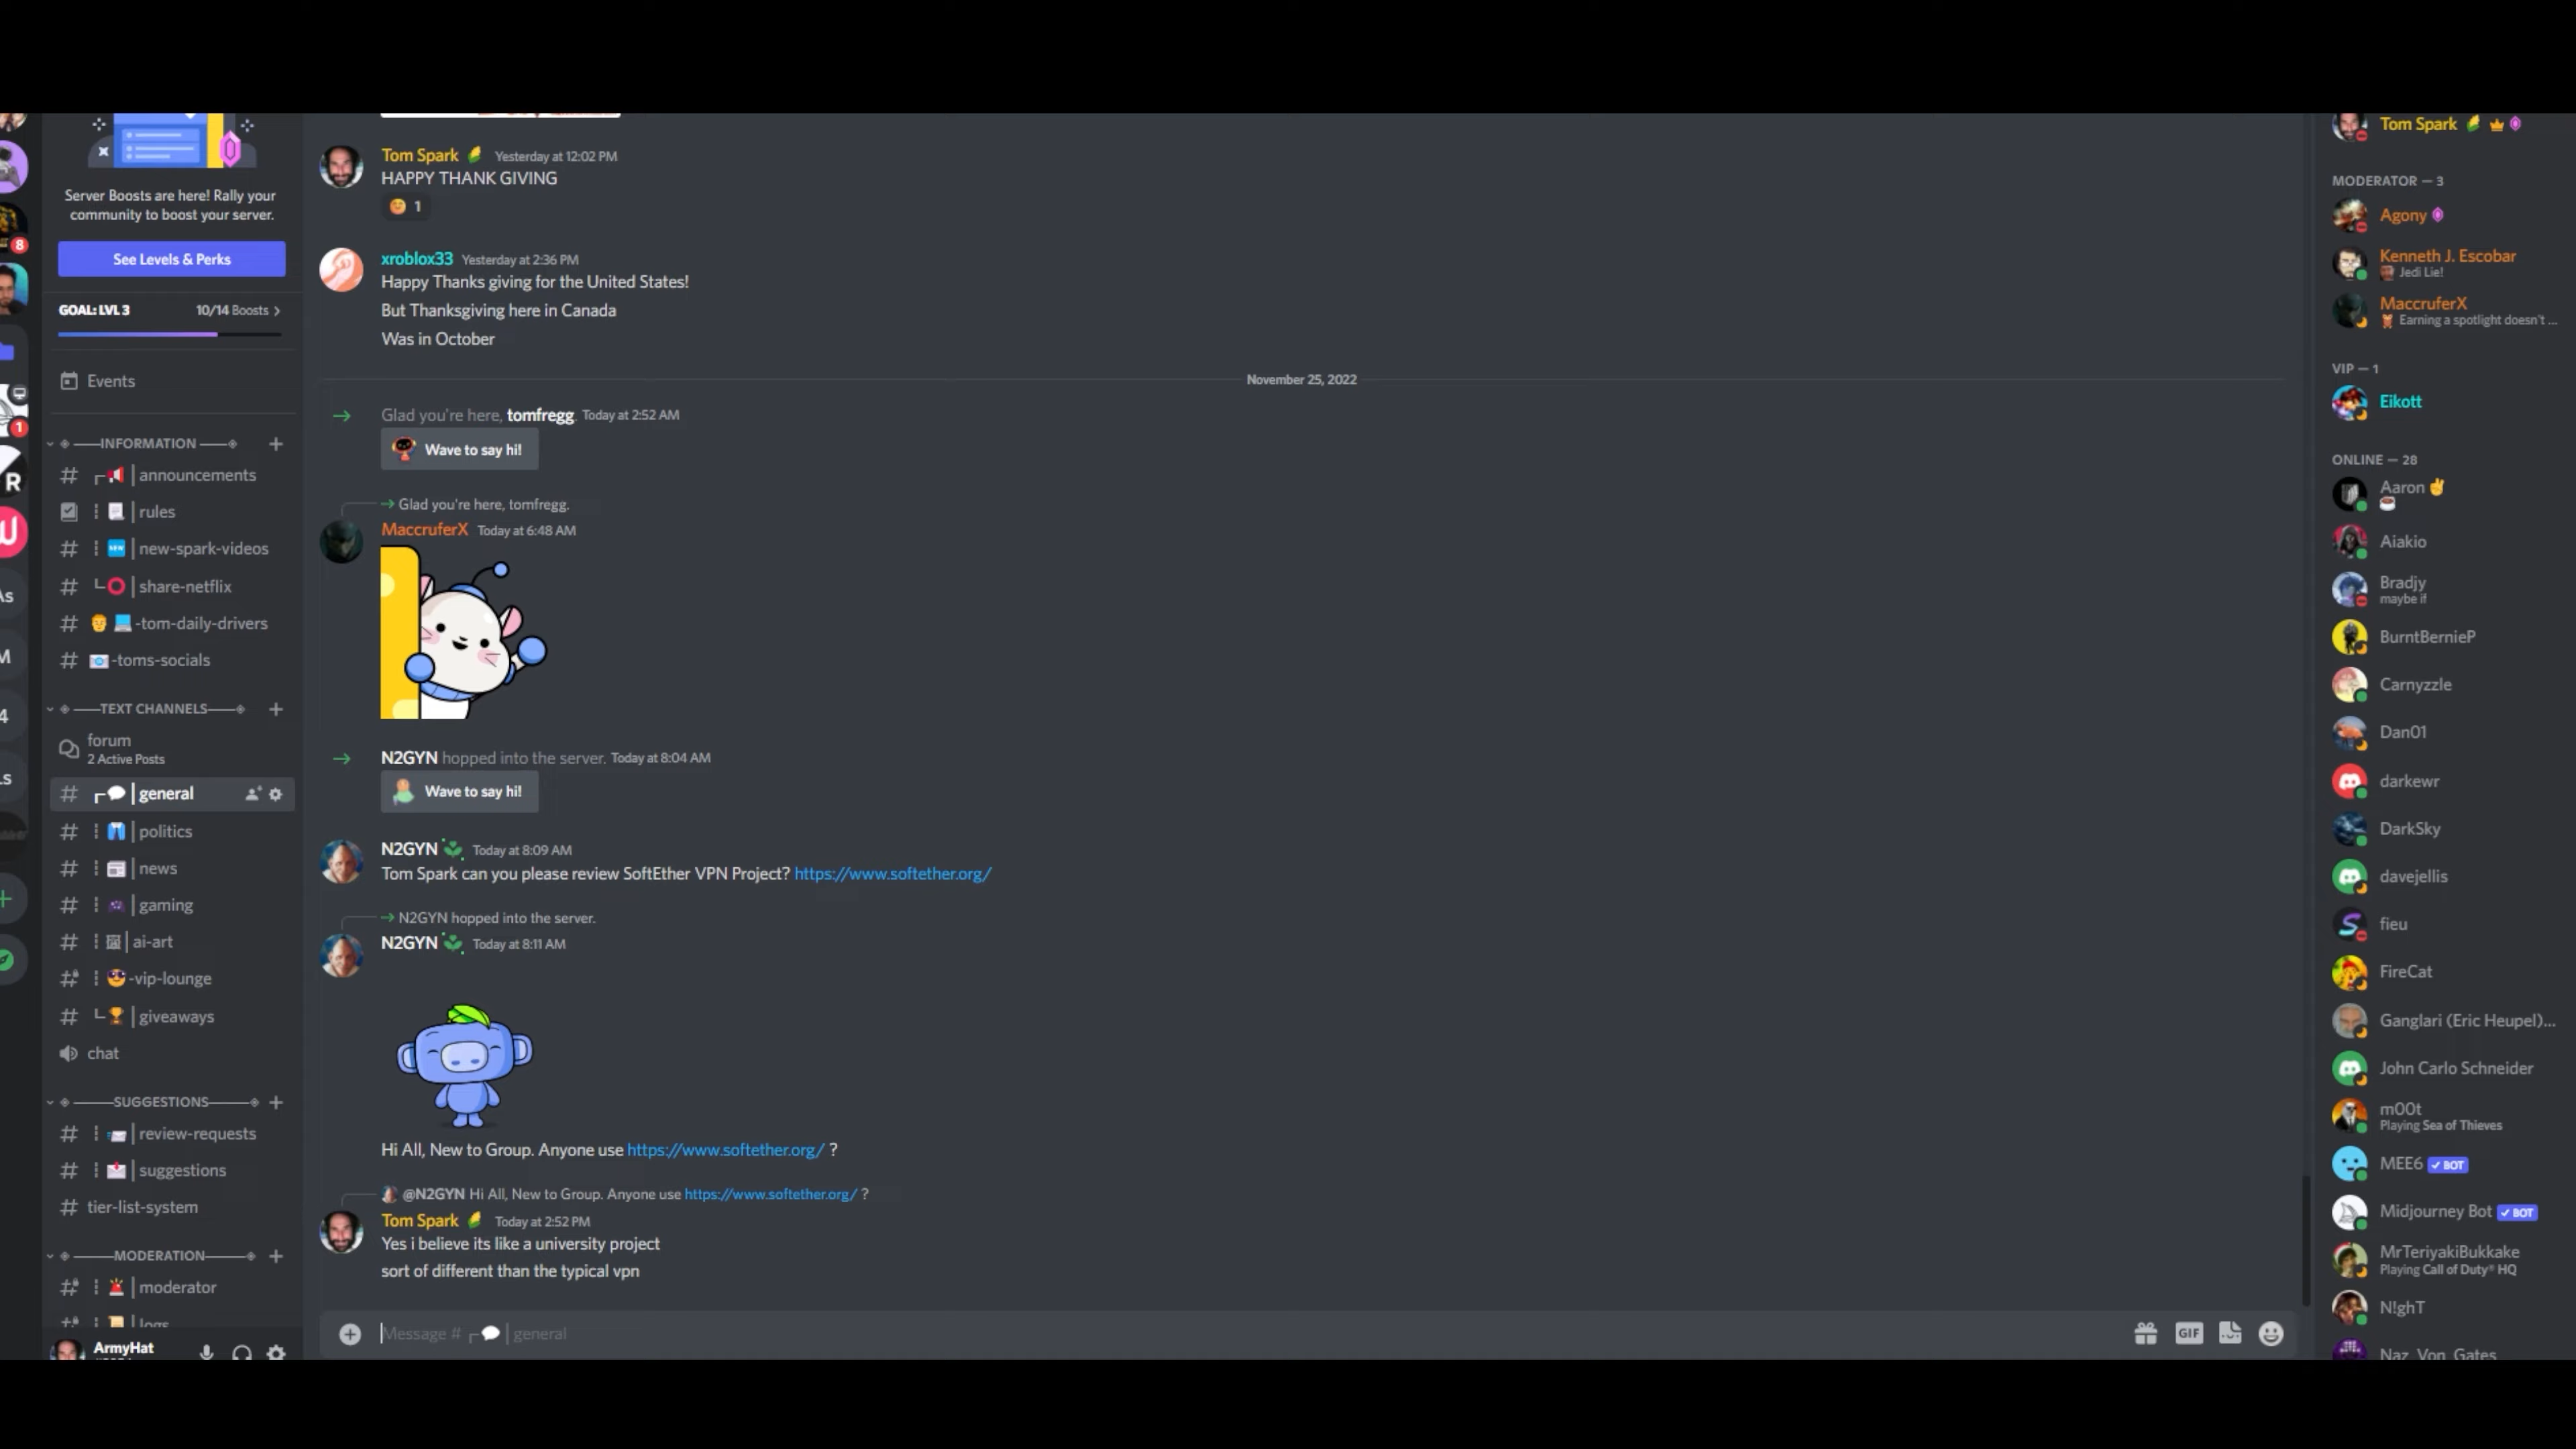 Server Boosts are here! Rally your
community to boost your server.
See Levels & Perks
GOAL: LVL 3 10/14 Boosts
Events
INFORMATION
announcements
rules
new-spark-videos
share-netflix
-tom-daily-drivers
-toms-socials
TEXT CHANNELS
forum
2 Active Posts
general
politics
news
gaming
ai-art
-vip-lounge
giveaways
chat
SUGGESTIONS
review-requests
suggestions
tier-list-system
MODERATION
moderator
logs
ArmyHat
8
1
R
As
M
4
Ls
Tom Spark Yesterday at 12:02 PM
HAPPY THANK GIVING
1
xroblox33 Yesterday at 2:36 PM
Happy Thanks giving for the United States!
But Thanksgiving here in Canada
Was in October
November 25, 2022
Glad you're here, tomfregg. Today at 2:52 AM
Wave to say hi!
Glad you're here, tomfregg.
MaccruferX Today at 6:48 AM
N2GYN hopped into the server. Today at 8:04 AM
Wave to say hi!
N2GYN Today at 8:09 AM
Tom Spark can you please review SoftEther VPN Project? https://www.softether.org/
N2GYN hopped into the server.
N2GYN Today at 8:11 AM
Hi All, New to Group. Anyone use https://www.softether.org/ ?
@N2GYN Hi All, New to Group. Anyone use https://www.softether.org/ ?
Tom Spark Today at 2:52 PM
Yes i believe its like a university project
sort of different than the typical vpn
Message # general
GIF
Tom Spark
MODERATOR — 3
Agony
Kenneth J. Escobar
Jedi Lie!
MaccruferX
Earning a spotlight doesn't ...
VIP — 1
Eikott
ONLINE — 28
Aaron
Aiakio
Bradjy
maybe if
BurntBernieP
Carnyzzle
Dan01
darkewr
DarkSky
davejellis
fieu
FireCat
Ganglari (Eric Heupel)...
John Carlo Schneider
m00t
Playing Sea of Thieves
MEE6 BOT
Midjourney Bot BOT
MrTeriyakiBukkake
Playing Call of Duty® HQ
N!ghT
Naz_Von_Gates